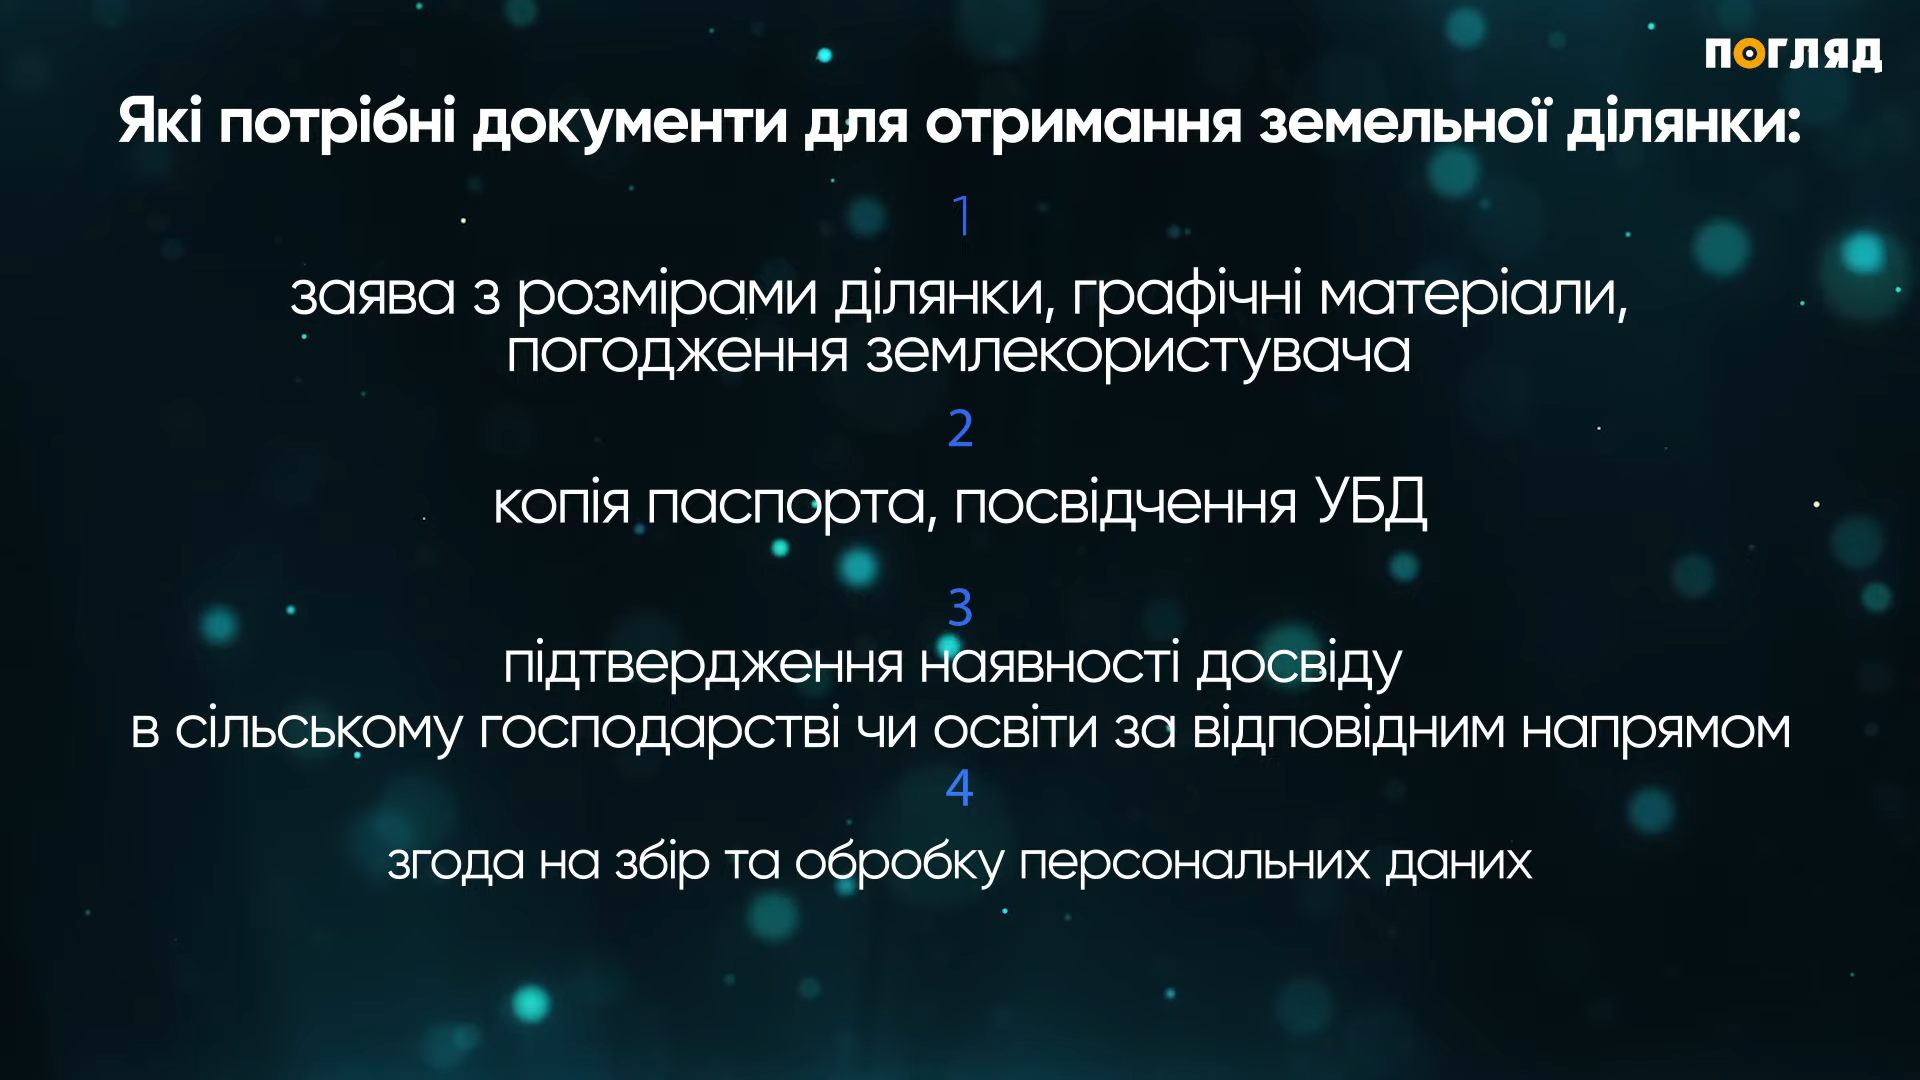 ПОГЛЯД
Які потрібні документи для отримання земельної ділянки:
1
заява з розмірами ділянки, графічні матеріали,
погодження землекористувача
2
копія паспорта, посвідчення УБД
3
підтвердження наявності досвіду
в сільському господарстві чи освіти за відповідним напрямом
4
згода на збір та обробку персональних даних